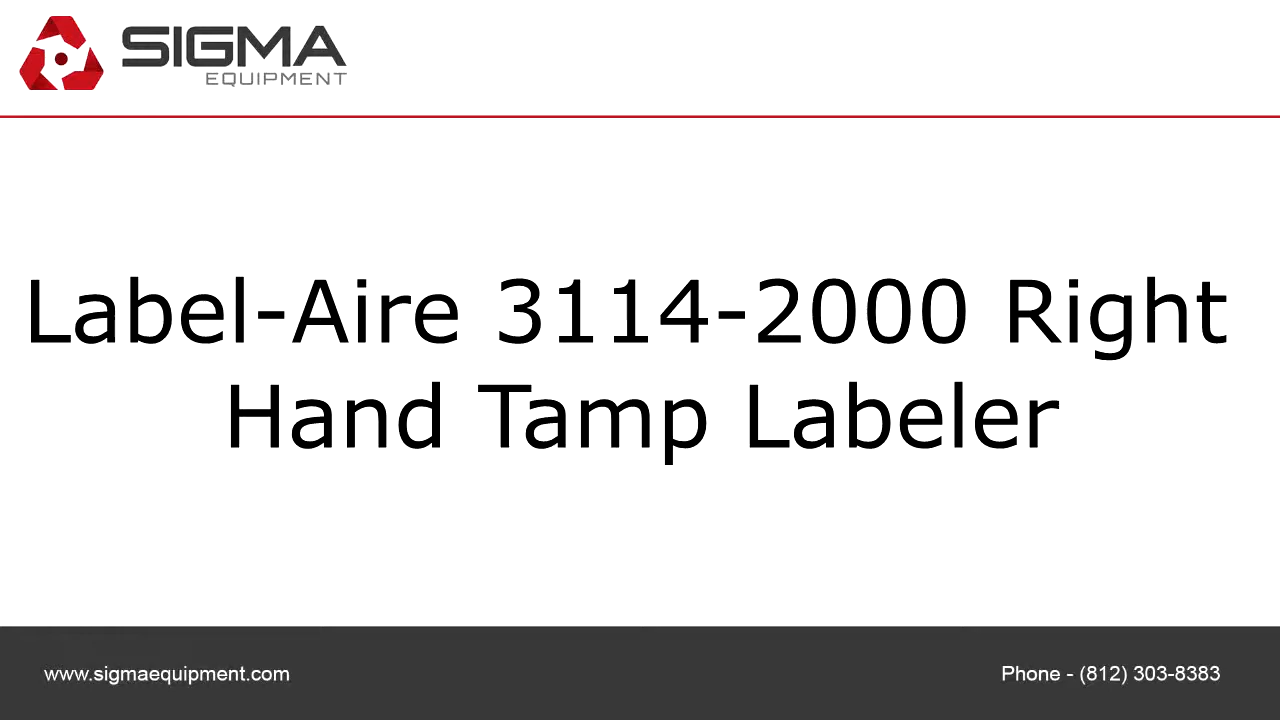 SIGMA
EQUIPMENT
Label-Aire 3114-2000 Right
Hand Tamp Labeler
www.sigmaequipment.com
Phone - (812) 303-8383